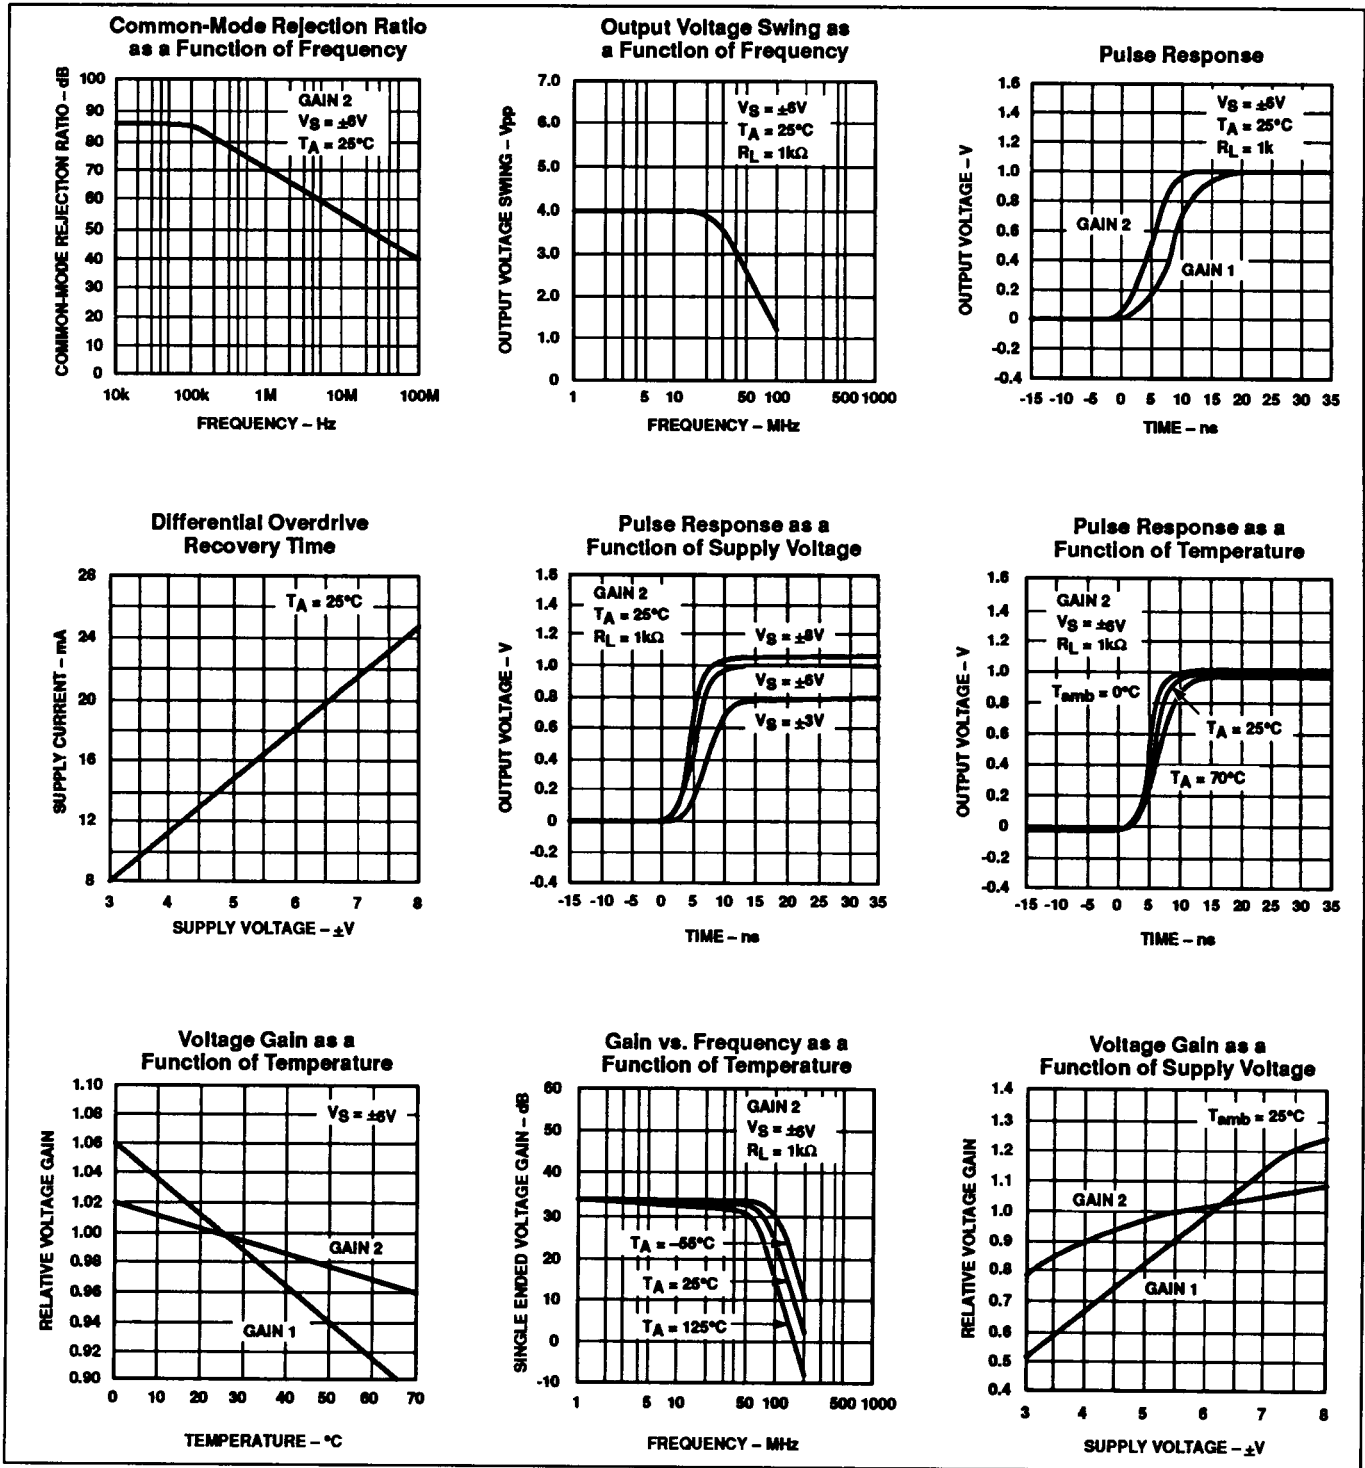 Common-Mode Rejection Ratio
as a Function of Frequency
COMMON-MODE REJECTION RATIO – dB
100
90
80
70
60
50
40
30
20
10
0
GAIN 2
VS = ±6V
TA = 25°C
10k 100k 1M 10M 100M
FREQUENCY – Hz
Output Voltage Swing as
a Function of Frequency
OUTPUT VOLTAGE SWING – Vpp
7.0
6.0
5.0
4.0
3.0
2.0
1.0
0
VS = ±6V
TA = 25°C
RL = 1kΩ
1 5 10 50 100 500 1000
FREQUENCY – MHz
Pulse Response
OUTPUT VOLTAGE – V
1.6
1.4
1.2
1.0
0.8
0.6
0.4
0.2
0
-0.2
-0.4
VS = ±6V
TA = 25°C
RL = 1k
GAIN 2
GAIN 1
-15 -10 -5 0 5 10 15 20 25 30 35
TIME – ns
Differential Overdrive
Recovery Time
SUPPLY CURRENT – mA
28
24
20
16
12
8
TA = 25°C
3 4 5 6 7 8
SUPPLY VOLTAGE – ±V
Pulse Response as a
Function of Supply Voltage
OUTPUT VOLTAGE – V
1.6
1.4
1.2
1.0
0.8
0.6
0.4
0.2
0
-0.2
-0.4
GAIN 2
TA = 25°C
RL = 1kΩ
VS = ±8V
VS = ±6V
VS = ±3V
-15 -10 -5 0 5 10 15 20 25 30 35
TIME – ns
Pulse Response as a
Function of Temperature
OUTPUT VOLTAGE – V
1.6
1.4
1.2
1.0
0.8
0.6
0.4
0.2
0
-0.2
-0.4
GAIN 2
VS = ±6V
RL = 1kΩ
Tamb = 0°C
TA = 25°C
TA = 70°C
-15 -10 -5 0 5 10 15 20 25 30 35
TIME – ns
Voltage Gain as a
Function of Temperature
RELATIVE VOLTAGE GAIN
1.10
1.08
1.06
1.04
1.02
1.00
0.98
0.96
0.94
0.92
0.90
VS = ±6V
GAIN 2
GAIN 1
0 10 20 30 40 50 60 70
TEMPERATURE – °C
Gain vs. Frequency as a
Function of Temperature
SINGLE ENDED VOLTAGE GAIN – dB
60
50
40
30
20
10
0
-10
GAIN 2
VS = ±6V
RL = 1kΩ
TA = –55°C
TA = 25°C
TA = 125°C
1 5 10 50 100 500 1000
FREQUENCY – MHz
Voltage Gain as a
Function of Supply Voltage
RELATIVE VOLTAGE GAIN
1.4
1.3
1.2
1.1
1.0
0.9
0.8
0.7
0.6
0.5
0.4
Tamb = 25°C
GAIN 2
GAIN 1
3 4 5 6 7 8
SUPPLY VOLTAGE – ±V